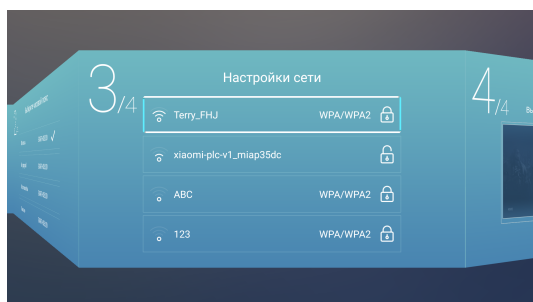 3/4
Настройки сети
Terry_FHJ WPA/WPA2
xiaomi-plc-v1_miap35dc
ABC WPA/WPA2
123 WPA/WPA2
4/4